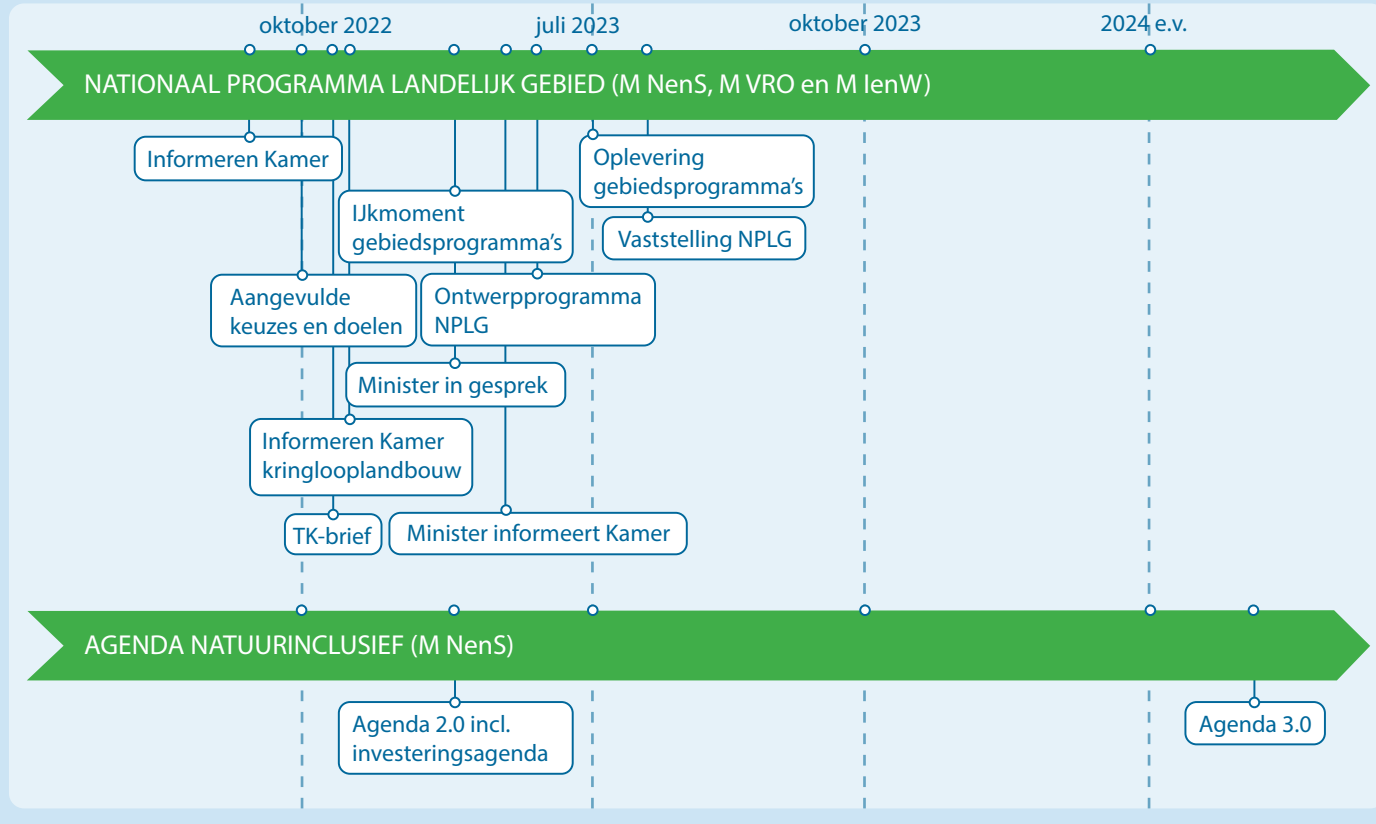 oktober 2022
juli 2023
oktober 2023
2024 e.v.
NATIONAAL PROGRAMMA LANDELIJK GEBIED (M NenS, M VRO en M IenW)
Informeren Kamer
Oplevering
gebiedsprogramma's
IJkmoment
gebiedsprogramma's
Vaststelling NPLG
Aangevulde
keuzes en doelen
Ontwerpprogramma
NPLG
Minister in gesprek
Informeren Kamer
kringlooplandbouw
TK-brief
Minister informeert Kamer
AGENDA NATUURINCLUSIEF (M NenS)
Agenda 2.0 incl.
investeringsagenda
Agenda 3.0